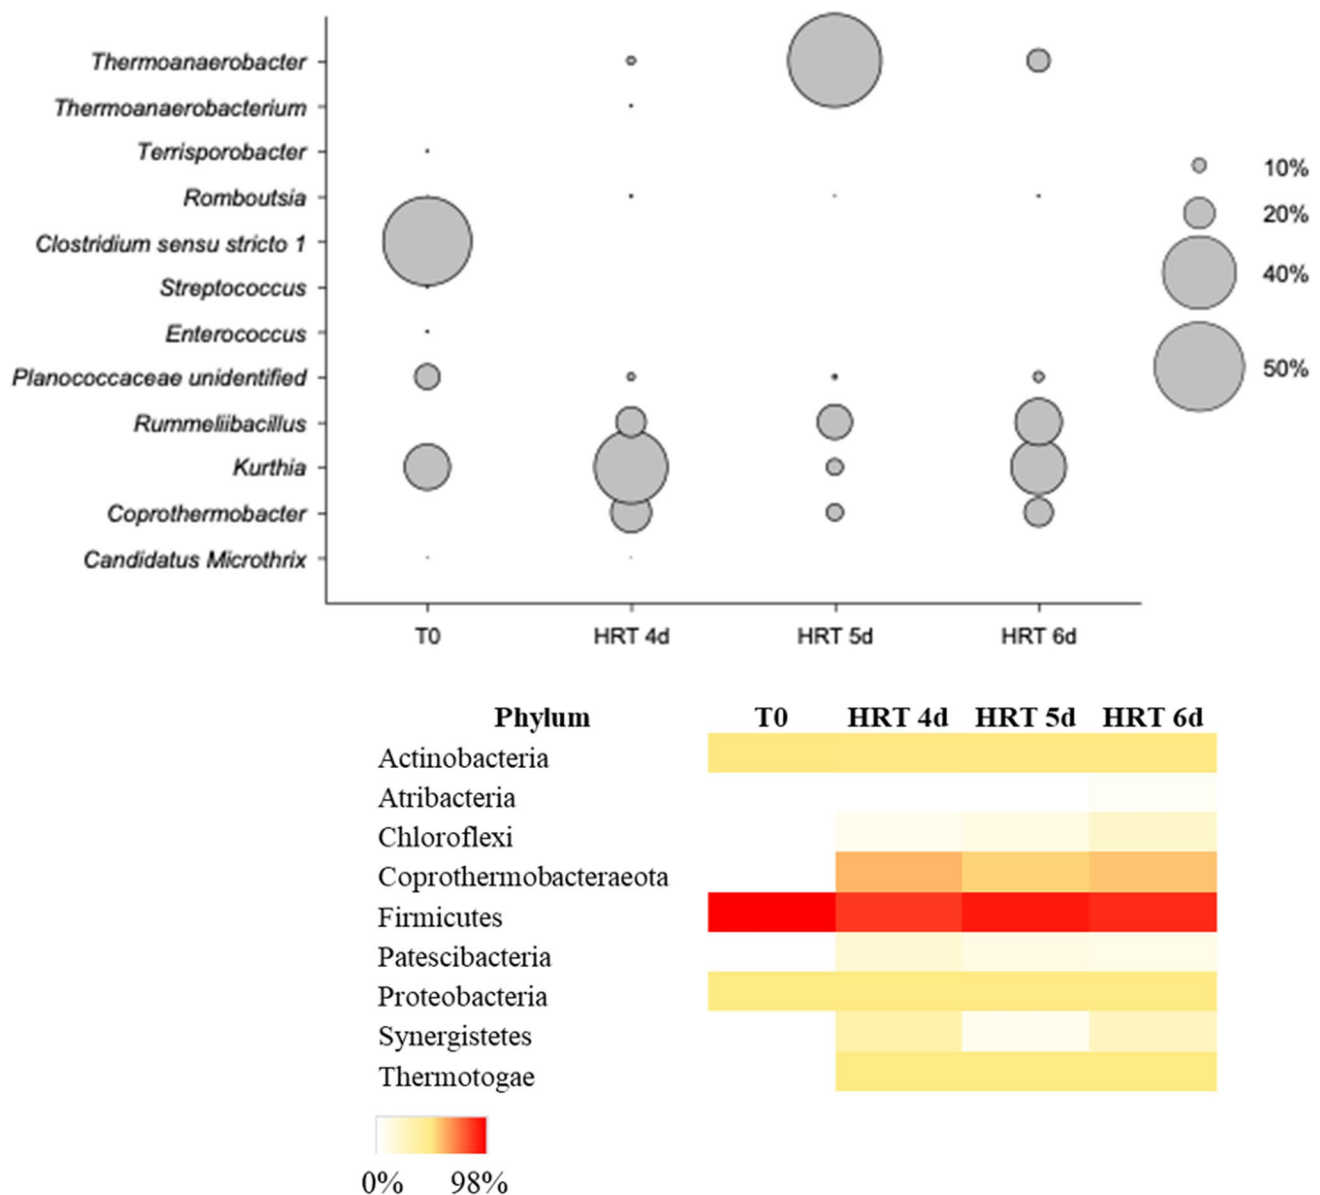 Thermoanaerobacter
Thermoanaerobacterium
Terrisporobacter
Romboutsia
Clostridium sensu stricto 1
Streptococcus
Enterococcus
Planococcaceae unidentified
Rummeliibacillus
Kurthia
Coprothermobacter
Candidatus Microthrix
10%
20%
40%
50%
T0 HRT 4d HRT 5d HRT 6d
Phylum T0 HRT 4d HRT 5d HRT 6d
Actinobacteria
Atribacteria
Chloroflexi
Coprothermobacteraeota
Firmicutes
Patescibacteria
Proteobacteria
Synergistetes
Thermotogae
0% 98%